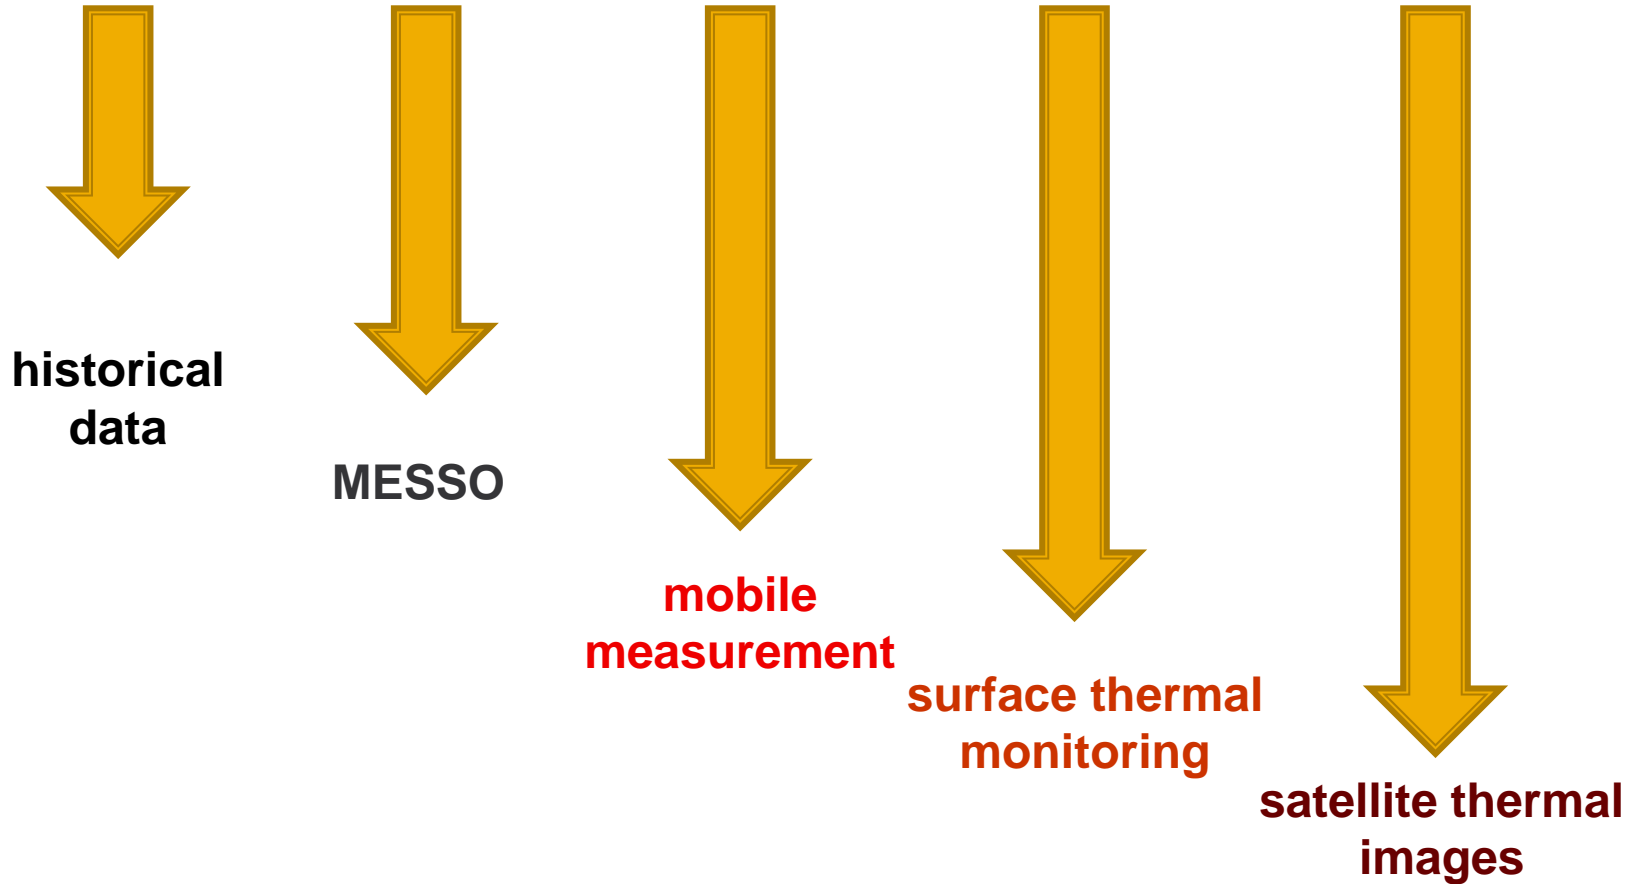 historical
data
MESSO
mobile
measurement
surface thermal
monitoring
satellite thermal
images